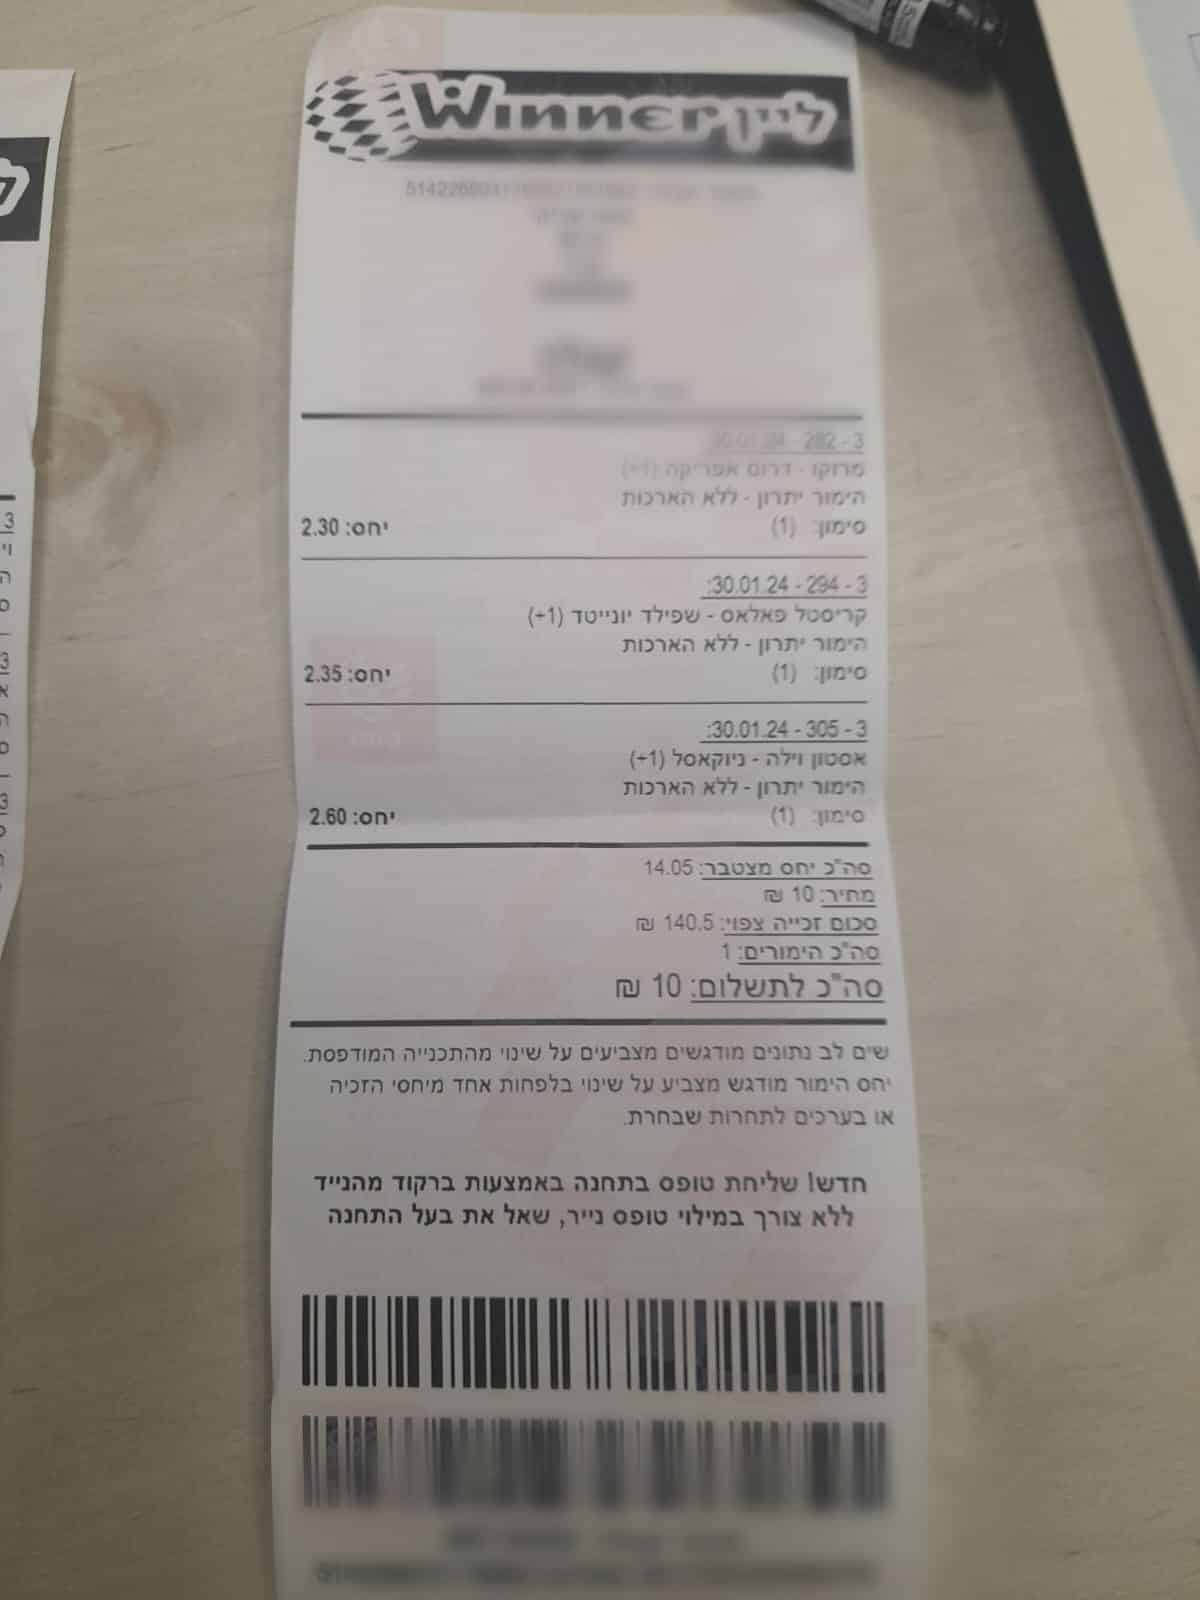 Winner ליין
3 - 282 - 30.01.24
מרוקו - דרום אפריקה (+1)
הימור יתרון - ללא הארכות
סימון: (1) יחס: 2.30
3 - 294 - 30.01.24:
קריסטל פאלאס - שפילד יונייטד (+1)
הימור יתרון - ללא הארכות
סימון: (1) יחס: 2.35
3 - 305 - 30.01.24:
אסטון וילה - ניוקאסל (+1)
הימור יתרון - ללא הארכות
סימון: (1) יחס: 2.60
סה"כ יחס מצטבר: 14.05
מחיר: 10 ₪
סכום זכייה צפוי: 140.5 ₪
סה"כ הימורים: 1
סה"כ לתשלום: 10 ₪
שים לב נתונים מודגשים מצביעים על שינוי מהתכנייה המודפסת.
יחס הימור מודגש מצביע על שינוי בלפחות אחד מיחסי הזכיה
או בערכים לתחרות שבחרת.
חדש! שליחת טופס בתחנה באמצעות ברקוד מהנייד
ללא צורך במילוי טופס נייר, שאל את בעל התחנה